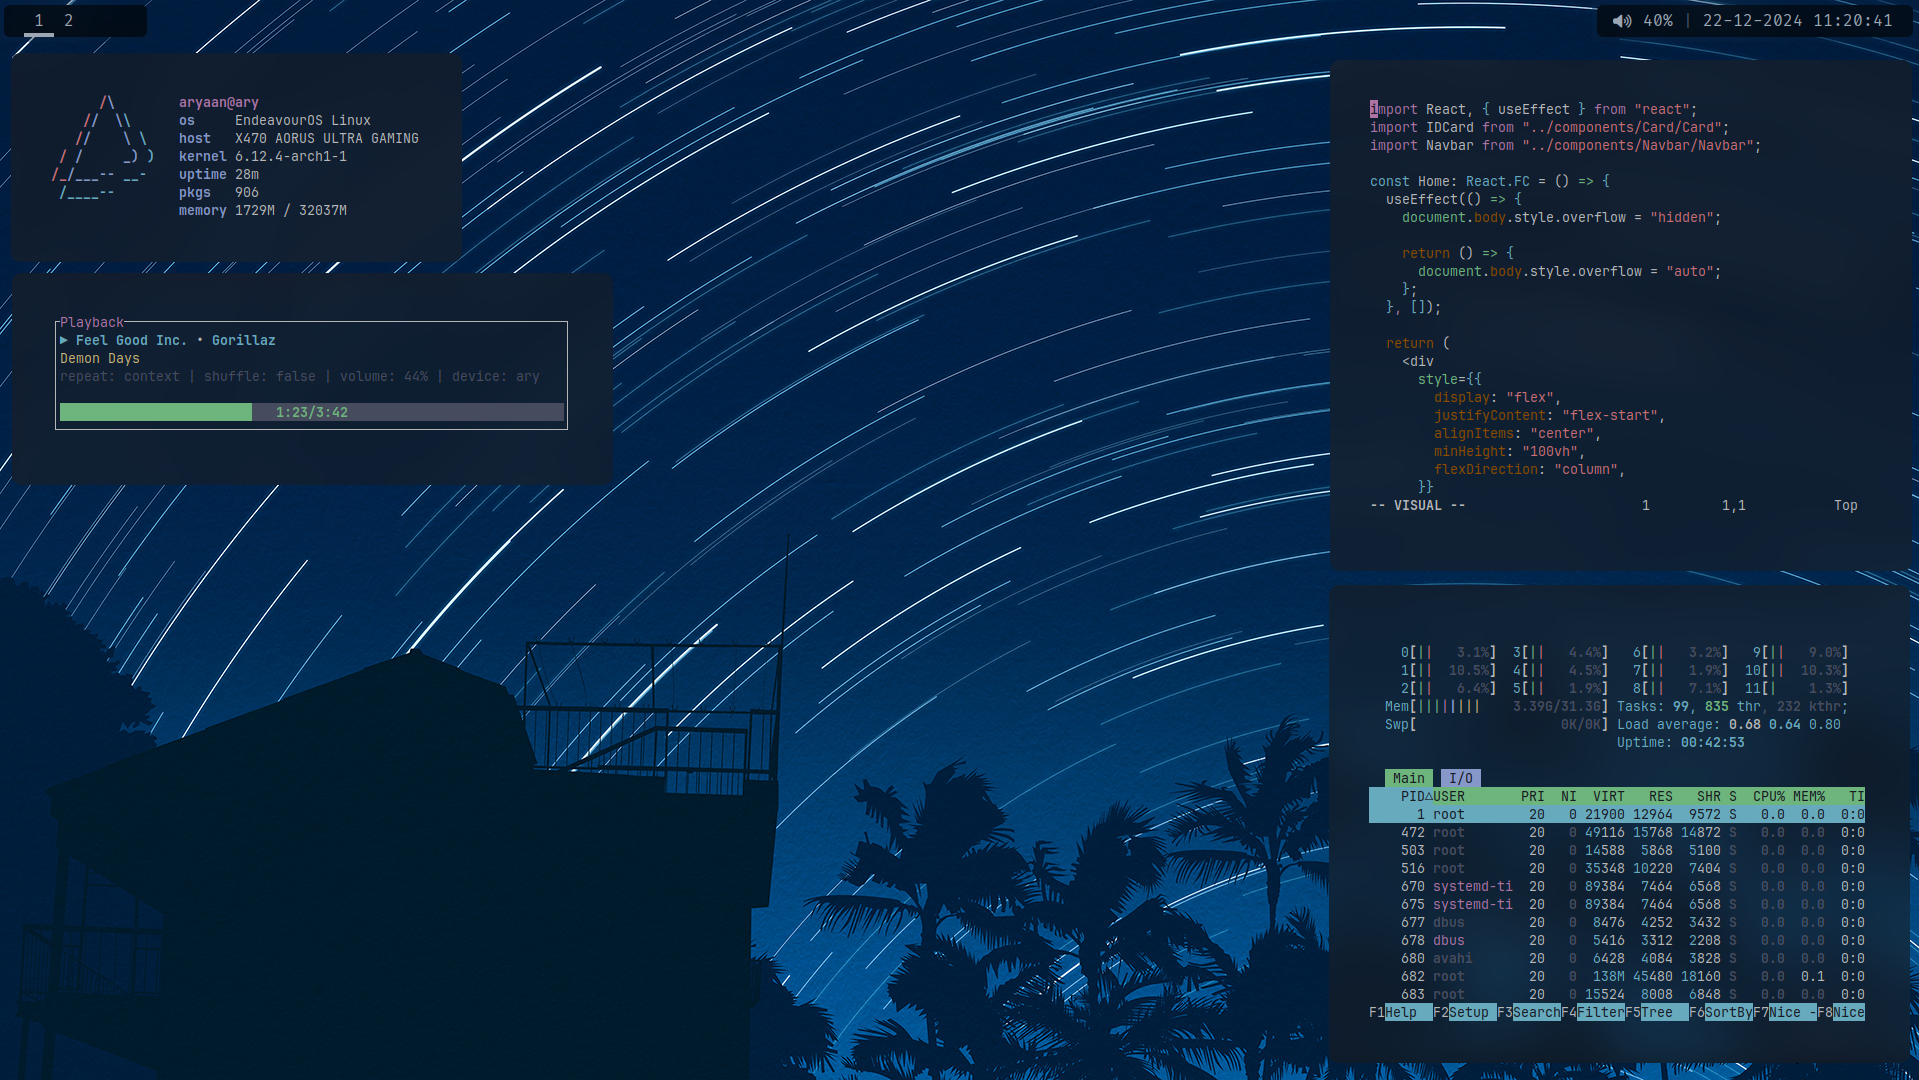 1 2
40% | 22-12-2024 11:20:41
/\
// \\
// \ \
/ / _) )
/_/___-- __-
/____--
aryaan@ary
os EndeavourOS Linux
host X470 AORUS ULTRA GAMING
kernel 6.12.4-arch1-1
uptime 28m
pkgs 906
memory 1729M / 32037M
Playback
▶ Feel Good Inc. • Gorillaz
Demon Days
repeat: context | shuffle: false | volume: 44% | device: ary
1:23/3:42
import React, { useEffect } from "react";
import IDCard from "../components/Card/Card";
import Navbar from "../components/Navbar/Navbar";
const Home: React.FC = () => {
useEffect(() => {
document.body.style.overflow = "hidden";
return () => {
document.body.style.overflow = "auto";
};
}, []);
return (
<div
style={{
display: "flex",
justifyContent: "flex-start",
alignItems: "center",
minHeight: "100vh",
flexDirection: "column",
}}
-- VISUAL -- 1 1,1 Top
0[|| 3.1%] 3[|| 4.4%] 6[|| 3.2%] 9[|| 9.0%]
1[|| 10.5%] 4[|| 4.5%] 7[|| 1.9%] 10[|| 10.3%]
2[|| 6.4%] 5[|| 1.9%] 8[|| 7.1%] 11[| 1.3%]
Mem[|||||||| 3.39G/31.3G] Tasks: 99, 835 thr, 232 kthr;
Swp[ 0K/0K] Load average: 0.68 0.64 0.80
Uptime: 00:42:53
Main I/O
PID△USER PRI NI VIRT RES SHR S CPU% MEM% TI
1 root 20 0 21900 12964 9572 S 0.0 0.0 0:0
472 root 20 0 49116 15768 14872 S 0.0 0.0 0:0
503 root 20 0 14588 5868 5100 S 0.0 0.0 0:0
516 root 20 0 35348 10220 7404 S 0.0 0.0 0:0
670 systemd-ti 20 0 89384 7464 6568 S 0.0 0.0 0:0
675 systemd-ti 20 0 89384 7464 6568 S 0.0 0.0 0:0
677 dbus 20 0 8476 4252 3432 S 0.0 0.0 0:0
678 dbus 20 0 5416 3312 2208 S 0.0 0.0 0:0
680 avahi 20 0 6428 4084 3828 S 0.0 0.0 0:0
682 root 20 0 138M 45480 18160 S 0.0 0.1 0:0
683 root 20 0 15524 8008 6848 S 0.0 0.0 0:0
F1Help F2Setup F3SearchF4FilterF5Tree F6SortByF7Nice -F8Nice